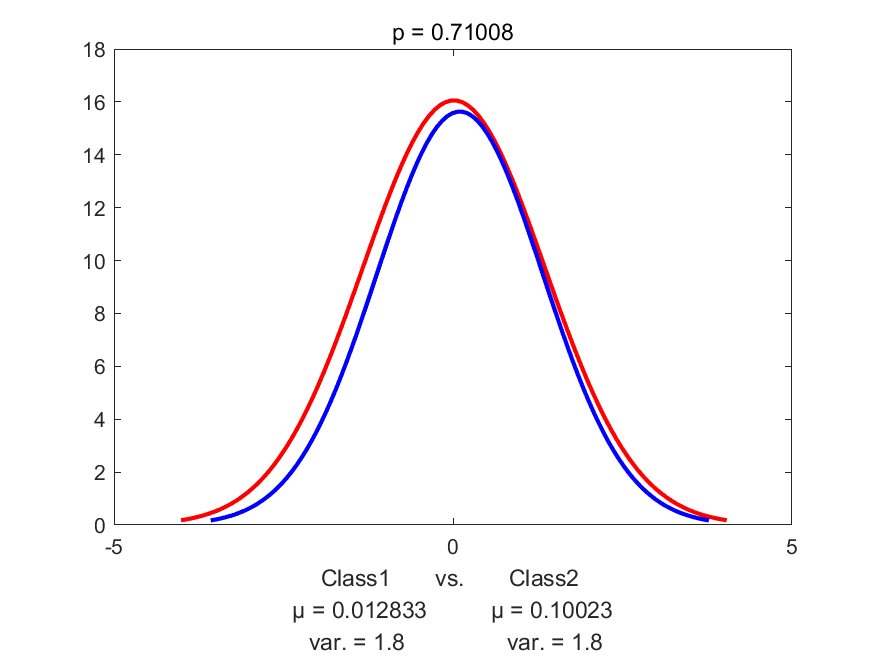 p = 0.71008
18
16
14
12
10
8
6
4
2
0
-5 0 5
Class1 vs. Class2
μ = 0.012833 μ = 0.10023
var. = 1.8 var. = 1.8